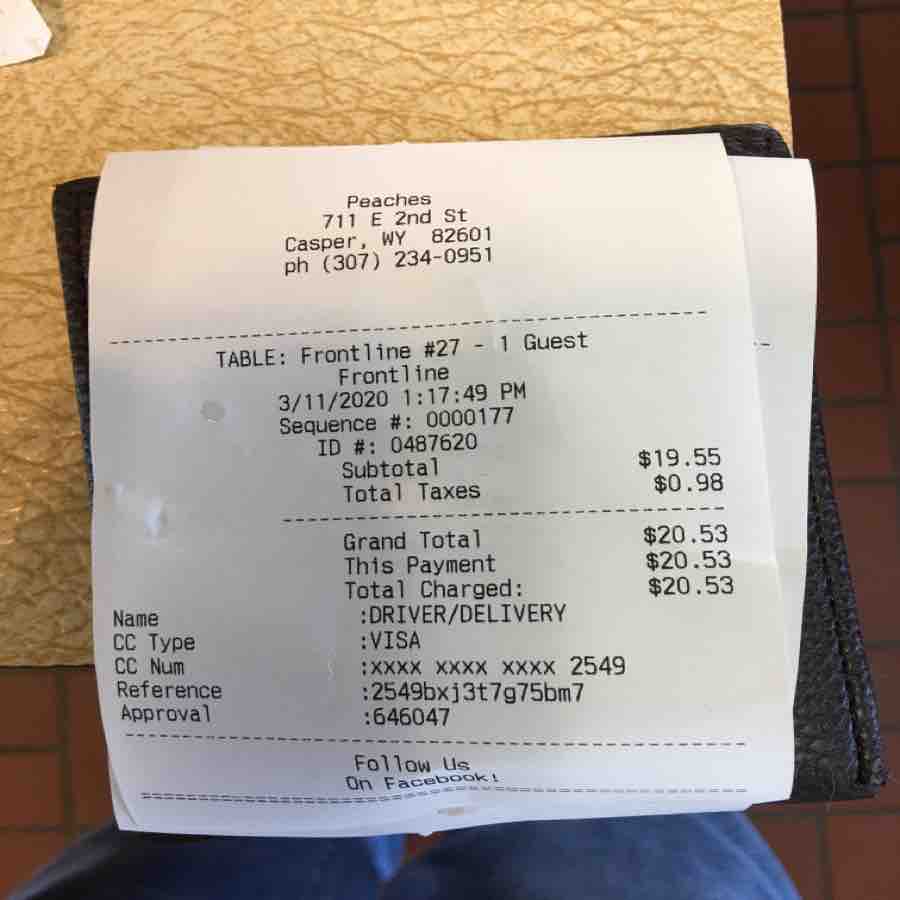 Peaches
711 E 2nd St
Casper, WY 82601
ph (307) 234-0951
TABLE: Frontline #27 - 1 Guest
Frontline
3/11/2020 1:17:49 PM
Sequence #: 0000177
ID #: 0487620
Subtotal $19.55
Total Taxes $0.98
Grand Total $20.53
This Payment $20.53
Total Charged: $20.53
Name :DRIVER/DELIVERY
CC Type :VISA
CC Num :xxxx xxxx xxxx 2549
Reference :2549bxj3t7g75bm7
Approval :646047
Follow Us
On Facebook!